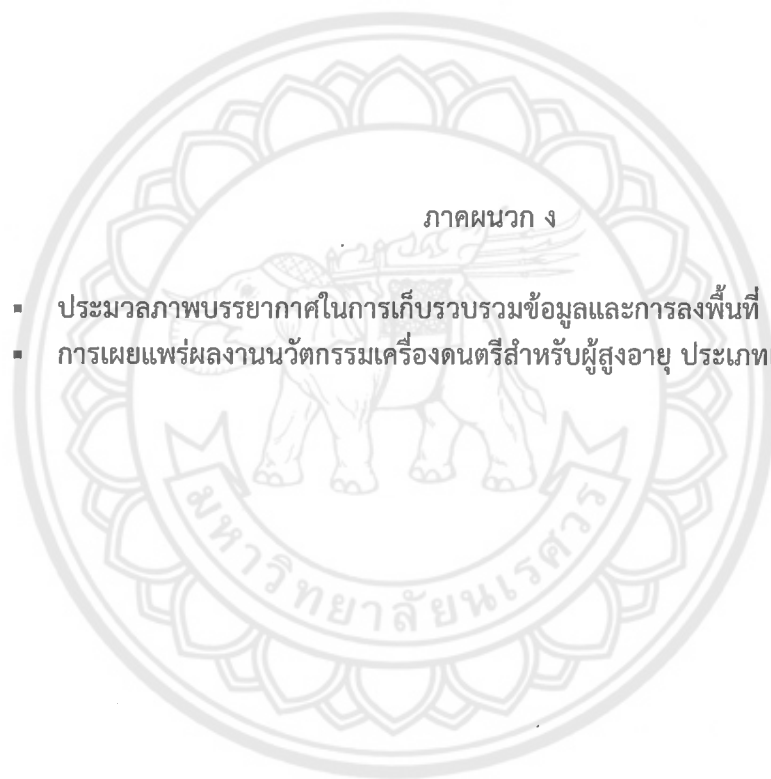 ภาคผนวก ง
▪ ประมวลภาพบรรยากาศในการเก็บรวบรวมข้อมูลและการลงพื้นที่
▪ การเผยแพร่ผลงานนวัตกรรมเครื่องดนตรีสำหรับผู้สูงอายุ ประเภท
มหาวิทยาลัยนเรศวร